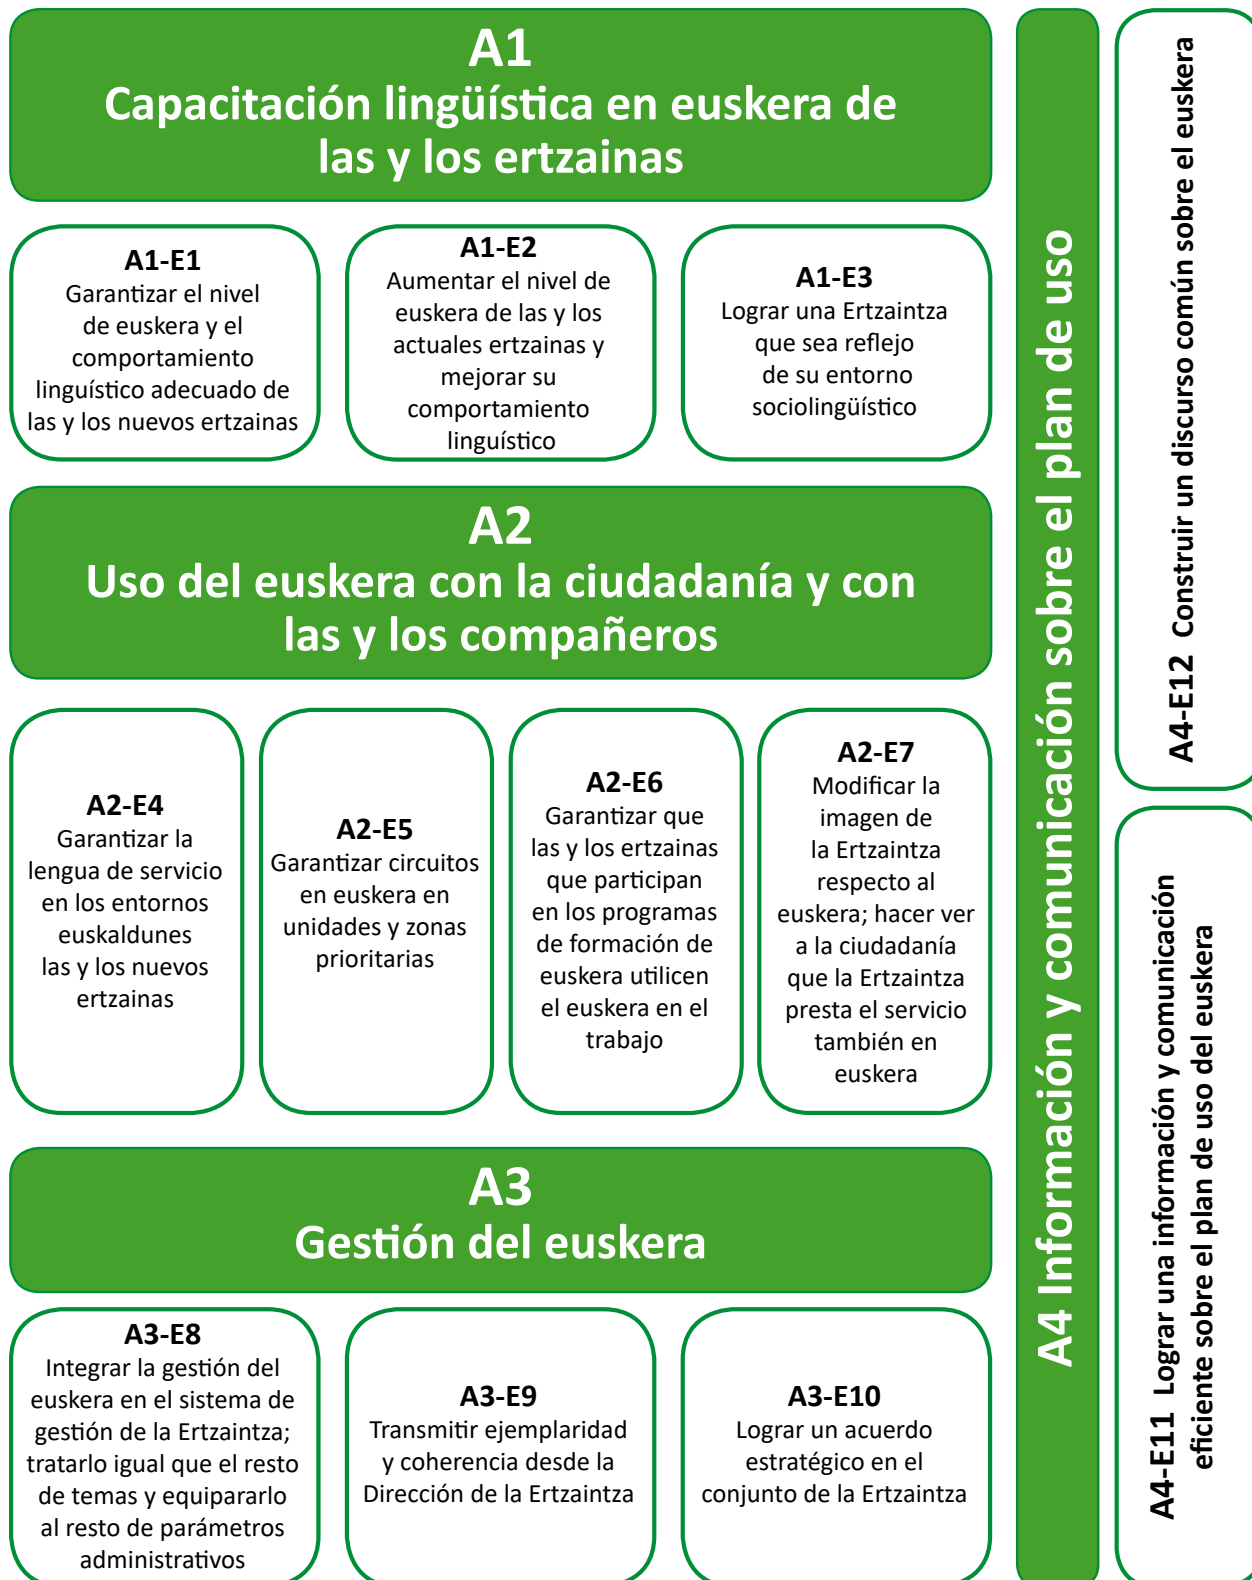 A1
Capacitación lingüística en euskera de
las y los ertzainas
A1-E1
Garantizar el nivel
de euskera y el
comportamiento
linguístico adecuado de
las y los nuevos ertzainas
A1-E2
Aumentar el nivel de
euskera de las y los
actuales ertzainas y
mejorar su
comportamiento
linguístico
A1-E3
Lograr una Ertzaintza
que sea reflejo
de su entorno
sociolingüístico
A2
Uso del euskera con la ciudadanía y con
las y los compañeros
A2-E4
Garantizar la
lengua de servicio
en los entornos
euskaldunes
las y los nuevos
ertzainas
A2-E5
Garantizar circuitos
en euskera en
unidades y zonas
prioritarias
A2-E6
Garantizar que
las y los ertzainas
que participan
en los programas
de formación de
euskera utilicen
el euskera en el
trabajo
A2-E7
Modificar la
imagen de
la Ertzaintza
respecto al
euskera; hacer ver
a la ciudadanía
que la Ertzaintza
presta el servicio
también en
euskera
A3
Gestión del euskera
A3-E8
Integrar la gestión del
euskera en el sistema de
gestión de la Ertzaintza;
tratarlo igual que el resto
de temas y equipararlo
al resto de parámetros
administrativos
A3-E9
Transmitir ejemplaridad
y coherencia desde la
Dirección de la Ertzaintza
A3-E10
Lograr un acuerdo
estratégico en el
conjunto de la Ertzaintza
A4 Información y comunicación sobre el plan de uso
A4-E11 Lograr una información y comunicación
eficiente sobre el plan de uso del euskera
A4-E12 Construir un discurso común sobre el euskera